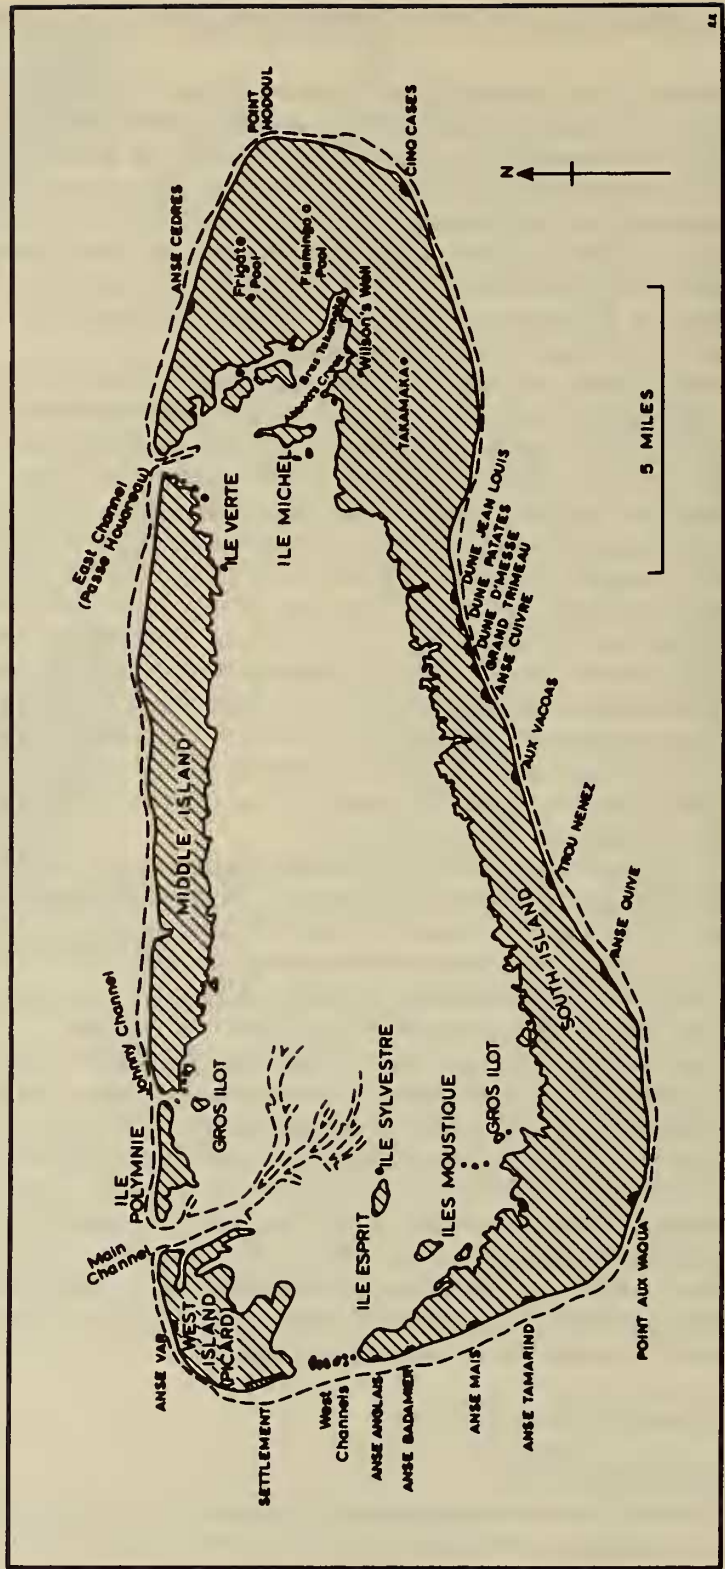 ANSE VAR
Main
Channel
ILE
POLYMNIE
Johnny Channel
East Channel
(Passe Houareau)
ANSE CEDRES
POINT
HODOUL
WEST
ISLAND
(PICARD)
GROS ILOT
MIDDLE ISLAND
ILE VERTE
ILE MICHEL
Frigate
Pool
Flamingo
Pool
Bras Takamaka
Wilson's Well
TAKAMAKA
CINQ CASES
N
SETTLEMENT
West
Channels
ILE ESPRIT
ILE SYLVESTRE
ILES MOUSTIQUE
GROS ILOT
SOUTH ISLAND
ANSE ANGLAIS
ANSE BADAMIER
ANSE MAIS
ANSE TAMARIND
POINT AUX VAQUA
ANSE QUIVE
TROU NENEZ
AUX VACOAS
ANSE CUIVRE
GRAND TRIMEAU
DUNE D'MESSE
DUNE PATATES
DUNE JEAN LOUIS
5 MILES